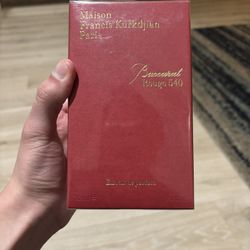 Maison
Francis Kurkdjian
Paris
Baccarat
Rouge 540
Extrait de parfum